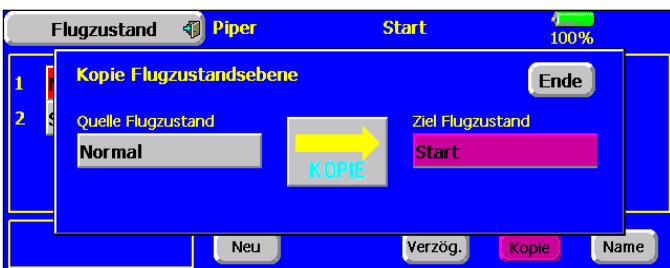 Flugzustand Piper Start 100%
Kopie Flugzustandsebene Ende
1
2
Quelle Flugzustand Ziel Flugzustand
Normal KOPIE Start
Neu Verzög. Kopie Name